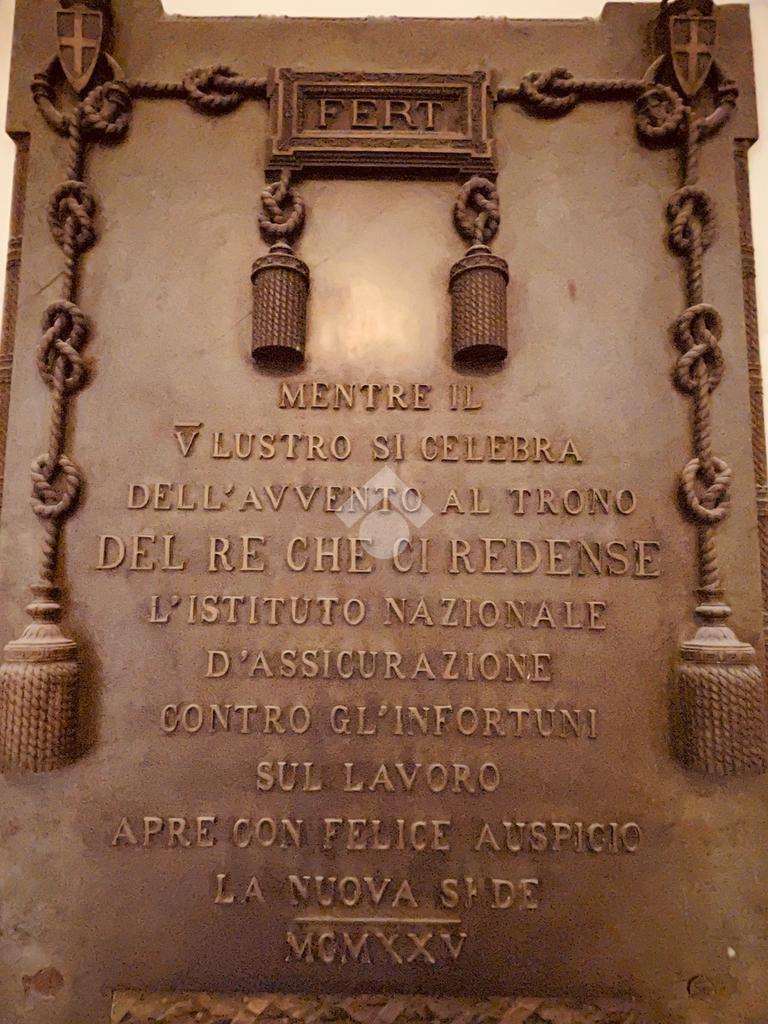 FERT
MENTRE IL
V̅ LUSTRO SI CELEBRA
DELL'AVVENTO AL TRONO
DEL RE CHE CI REDENSE
L'ISTITUTO NAZIONALE
D'ASSICURAZIONE
CONTRO GL'INFORTUNI
SUL LAVORO
APRE CON FELICE AUSPICIO
LA NUOVA SEDE
MCMXXV